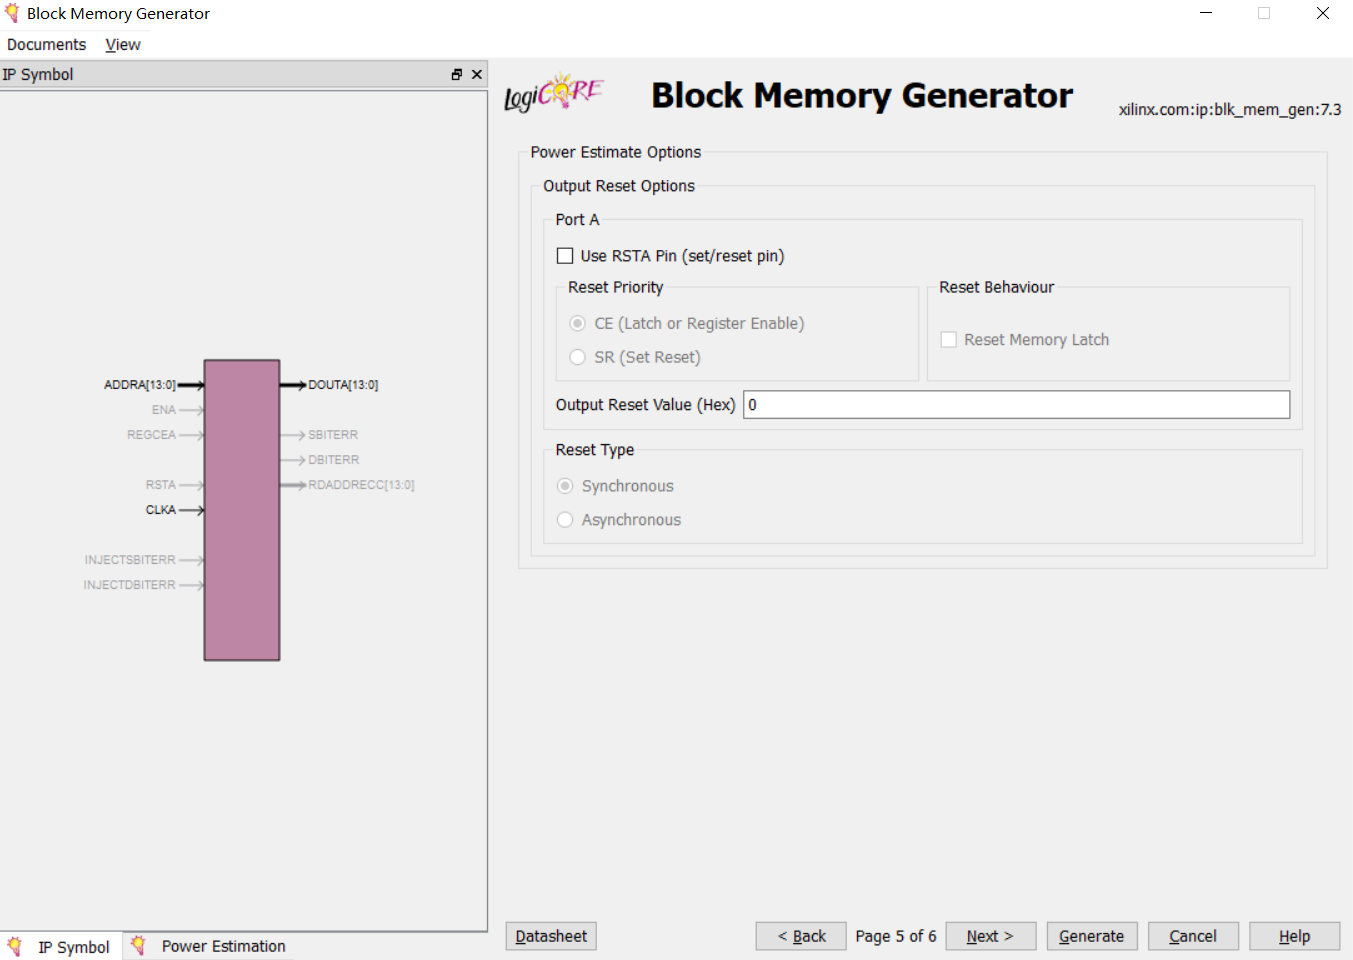 Block Memory Generator
Documents View
IP Symbol
LogiCORE
Block Memory Generator
xilinx.com:ip:blk_mem_gen:7.3
Power Estimate Options
Output Reset Options
Port A
Use RSTA Pin (set/reset pin)
Reset Priority
CE (Latch or Register Enable)
SR (Set Reset)
Reset Behaviour
Reset Memory Latch
Output Reset Value (Hex) 0
Reset Type
Synchronous
Asynchronous
ADDRA[13:0] DOUTA[13:0]
ENA
REGCEA SBITERR
DBITERR
RSTA RDADDRECC[13:0]
CLKA
INJECTSBITERR
INJECTDBITERR
IP Symbol Power Estimation
Datasheet < Back Page 5 of 6 Next > Generate Cancel Help